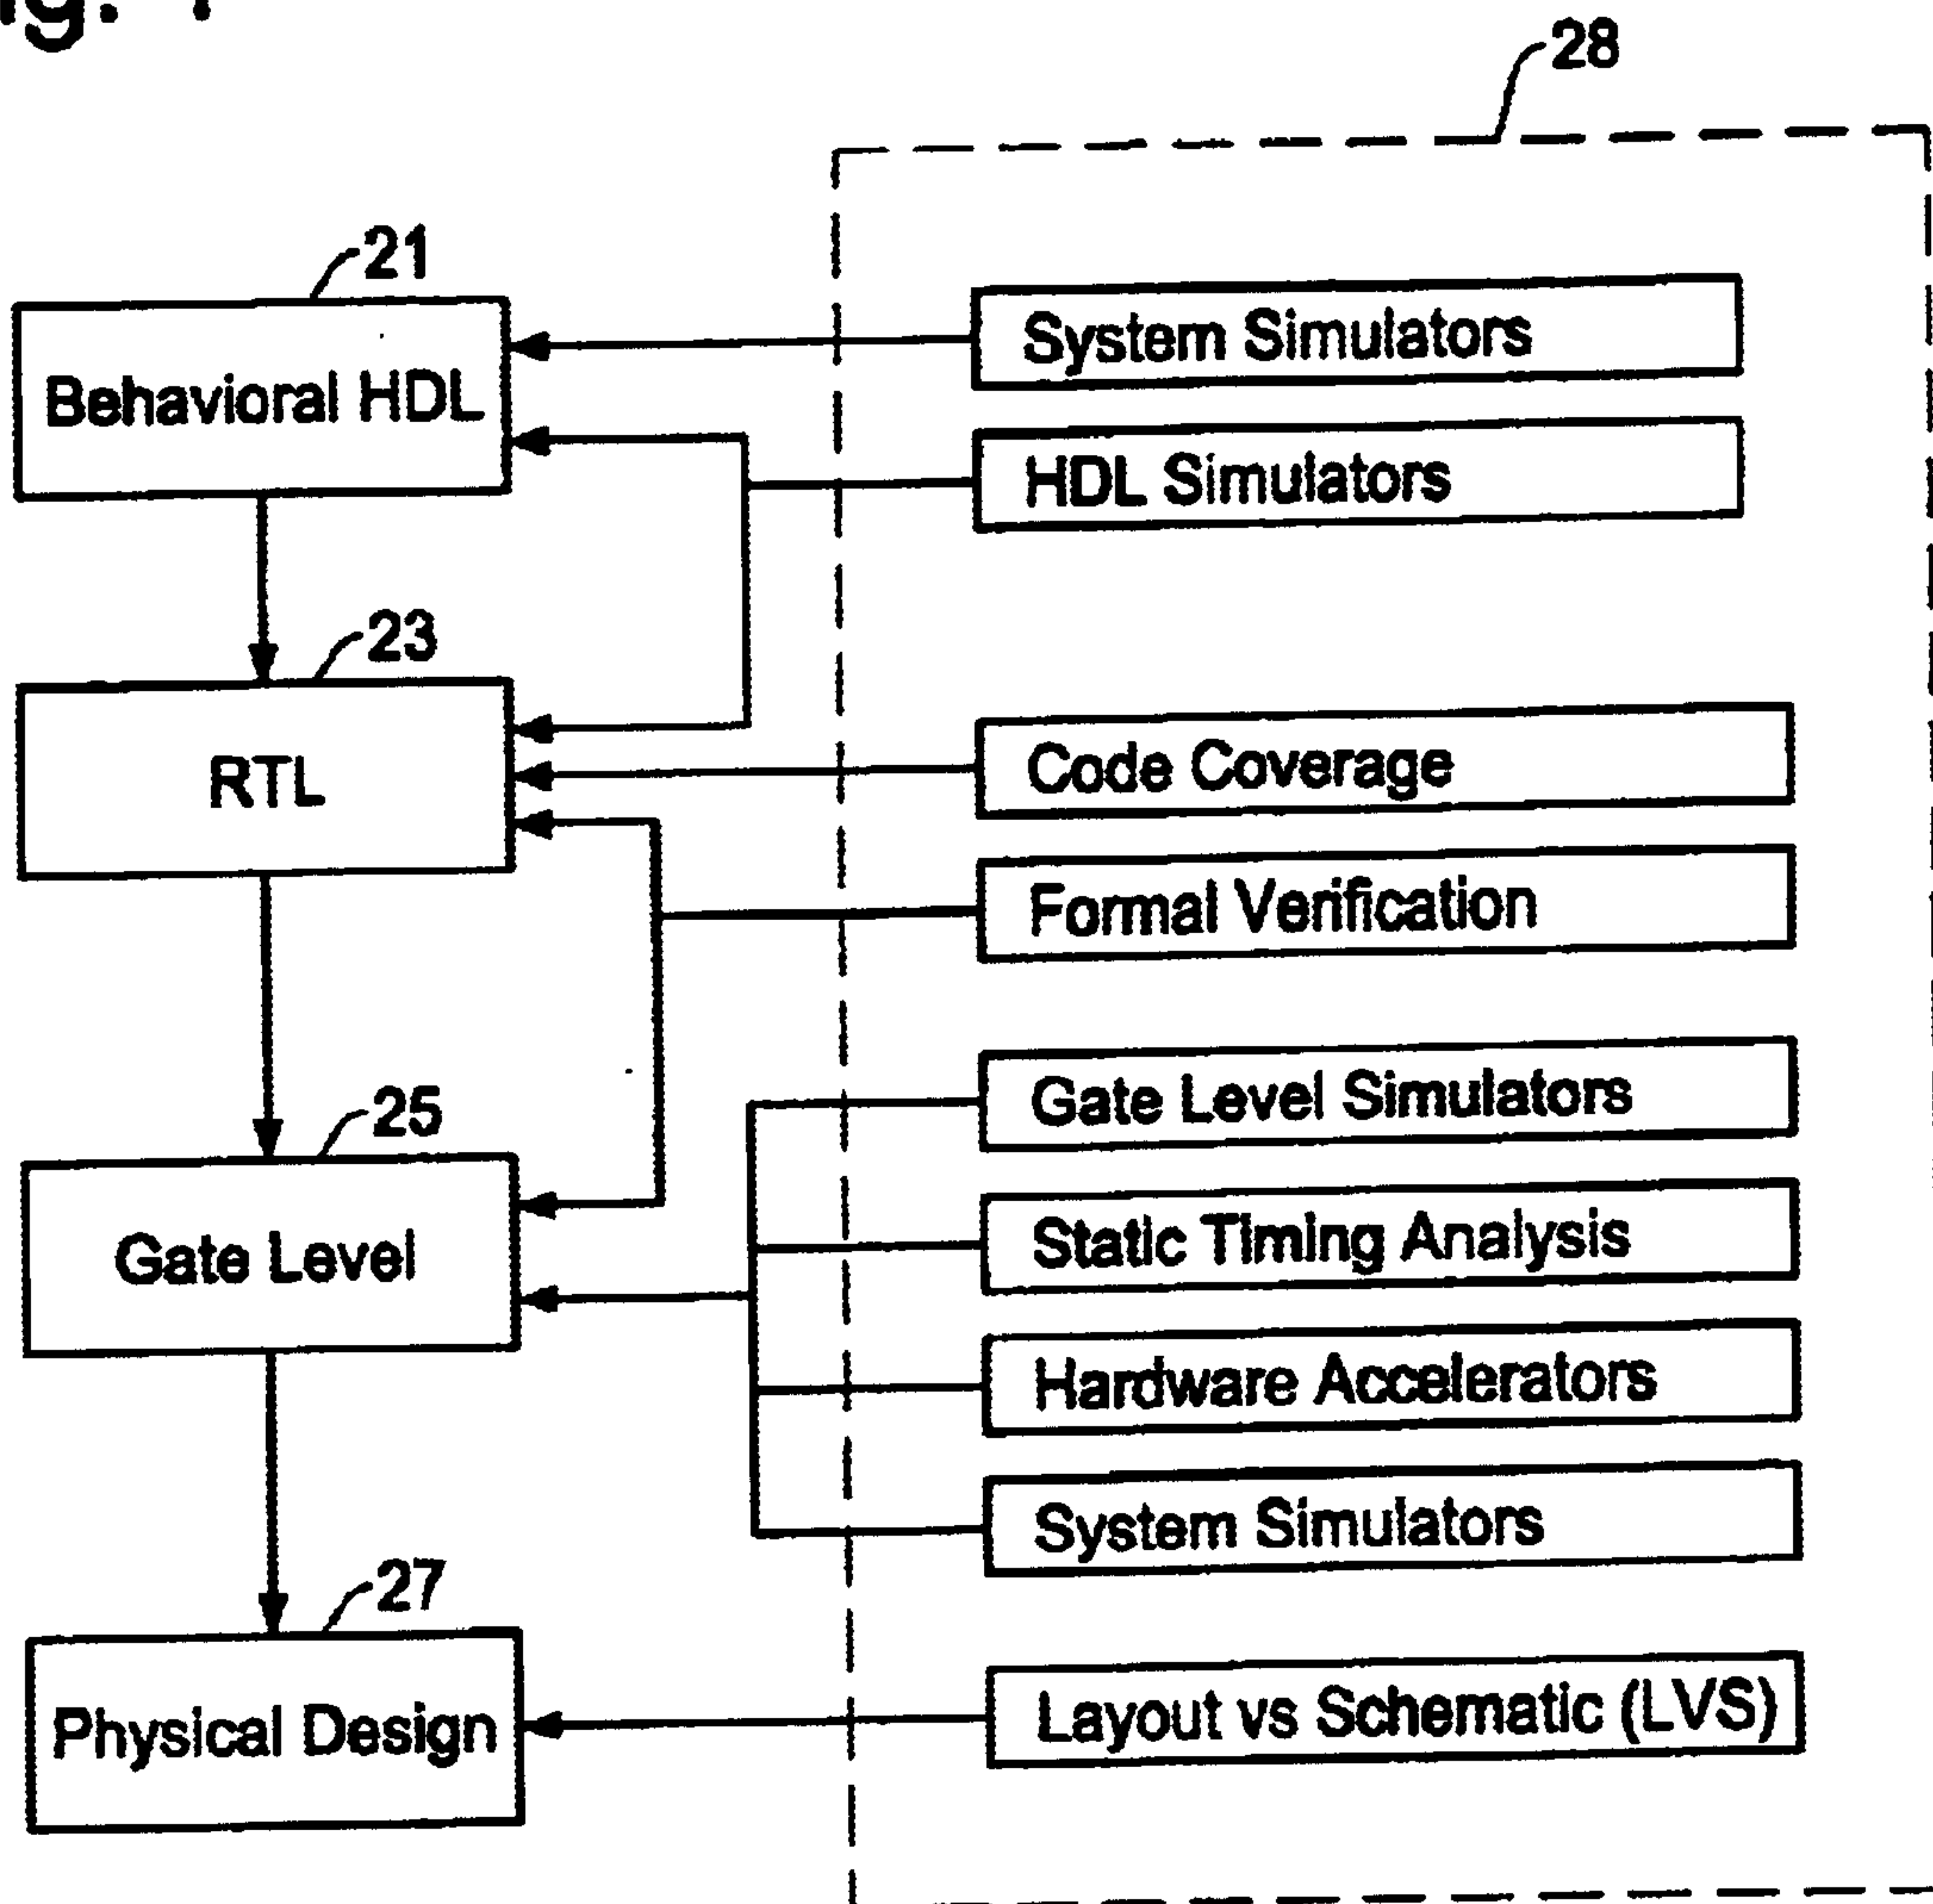 28
21
System Simulators
Behavioral HDL
HDL Simulators
23
RTL
Code Coverage
Formal Verification
25
Gate Level Simulators
Gate Level
Static Timing Analysis
Hardware Accelerators
System Simulators
27
Physical Design
Layout vs Schematic (LVS)